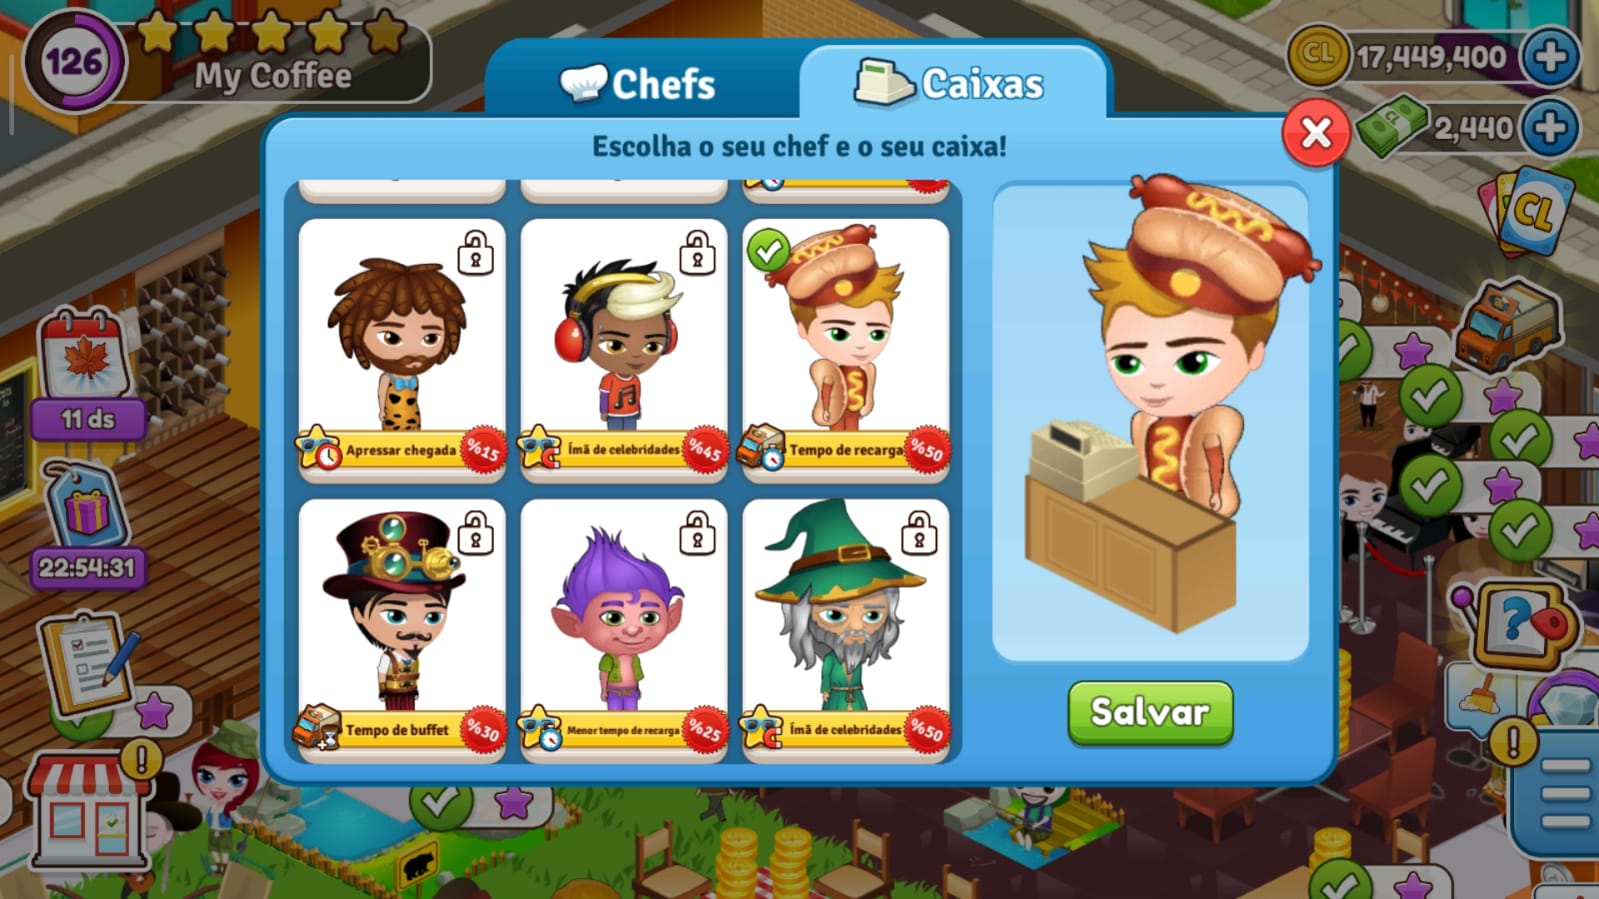 126
My Coffee
Chefs
Caixas
CL
17,449,400
CL
2,440
Escolha o seu chef e o seu caixa!
CL
Apressar chegada
%15
Ímã de celebridades
%45
Tempo de recarga
%50
11 ds
22:54:31
?
Tempo de buffet
%30
Menor tempo de recarga
%25
Ímã de celebridades
%50
Salvar
!
!